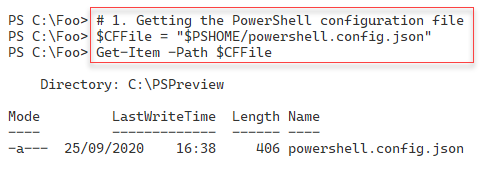 PS C:\Foo> # 1. Getting the PowerShell configuration file
PS C:\Foo> $CFFile = "$PSHOME/powershell.config.json"
PS C:\Foo> Get-Item -Path $CFFile
Directory: C:\PSPreview
Mode LastWriteTime Length Name
---- ------------- ------ ----
-a--- 25/09/2020 16:38 406 powershell.config.json